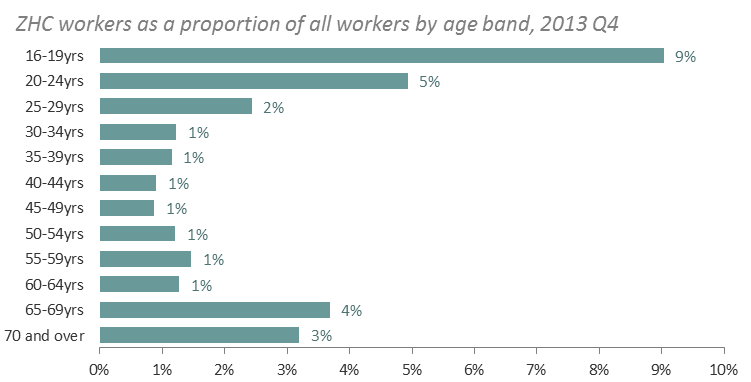 ZHC workers as a proportion of all workers by age band, 2013 Q4
16-19yrs 9%
20-24yrs 5%
25-29yrs 2%
30-34yrs 1%
35-39yrs 1%
40-44yrs 1%
45-49yrs 1%
50-54yrs 1%
55-59yrs 1%
60-64yrs 1%
65-69yrs 4%
70 and over 3%
0% 1% 2% 3% 4% 5% 6% 7% 8% 9% 10%